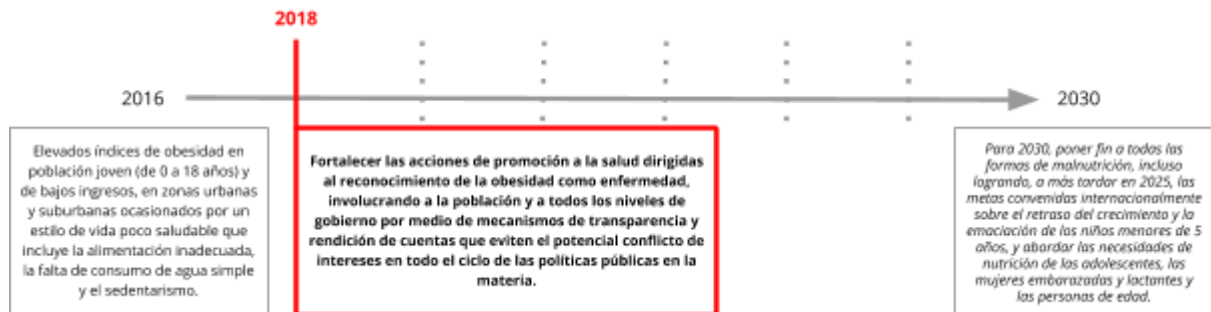 2018
2016
2030
Elevados índices de obesidad en
población joven (de 0 a 18 años) y
de bajos ingresos, en zonas urbanas
y suburbanas ocasionados por un
estilo de vida poco saludable que
incluye la alimentación inadecuada,
la falta de consumo de agua simple
y el sedentarismo.
Fortalecer las acciones de promoción a la salud dirigidas
al reconocimiento de la obesidad como enfermedad,
involucrando a la población y a todos los niveles de
gobierno por medio de mecanismos de transparencia y
rendición de cuentas que eviten el potencial conflicto de
intereses en todo el ciclo de las políticas públicas en la
materia.
Para 2030, poner fin a todas las
formas de malnutrición, incluso
logrando, a más tardar en 2025, las
metas convenidas internacionalmente
sobre el retraso del crecimiento y la
emaciación de los niños menores de 5
años, y abordar las necesidades de
nutrición de las adolescentes, las
mujeres embarazadas y lactantes y
las personas de edad.